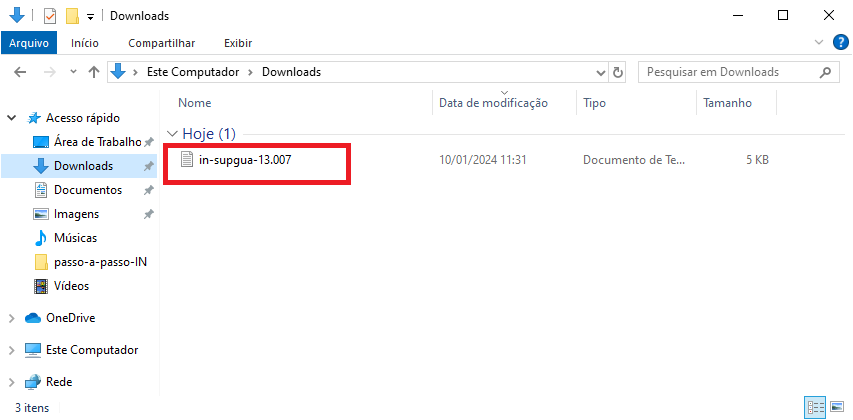 Downloads
Arquivo Início Compartilhar Exibir
Este Computador Downloads Pesquisar em Downloads
Nome Data de modificação Tipo Tamanho
Acesso rápido
Hoje (1)
Área de Trabalho
in-supgua-13.007 10/01/2024 11:31 Documento de Te... 5 KB
Downloads
Documentos
Imagens
Músicas
passo-a-passo-IN
Vídeos
OneDrive
Este Computador
Rede
3 itens